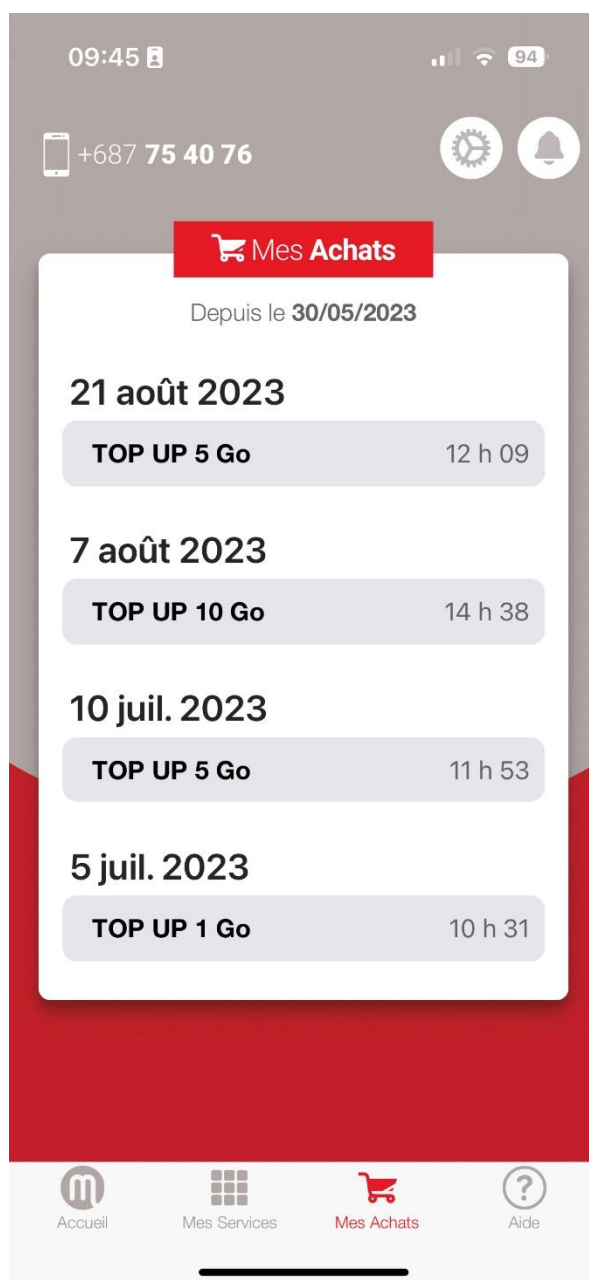 09:45
94
+687 75 40 76
Mes Achats
Depuis le 30/05/2023
21 août 2023
TOP UP 5 Go 12 h 09
7 août 2023
TOP UP 10 Go 14 h 38
10 juil. 2023
TOP UP 5 Go 11 h 53
5 juil. 2023
TOP UP 1 Go 10 h 31
m
Accueil Mes Services Mes Achats Aide